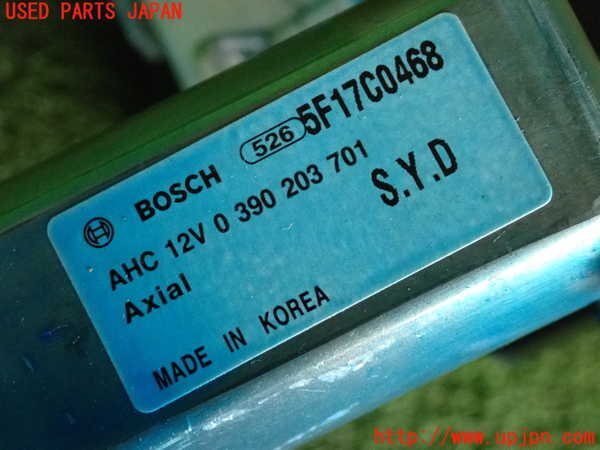 USED PARTS JAPAN
BOSCH 526 5F17C0468
AHC 12V 0 390 203 701
Axial S.Y.D
MADE IN KOREA
http://www.upjpn.com